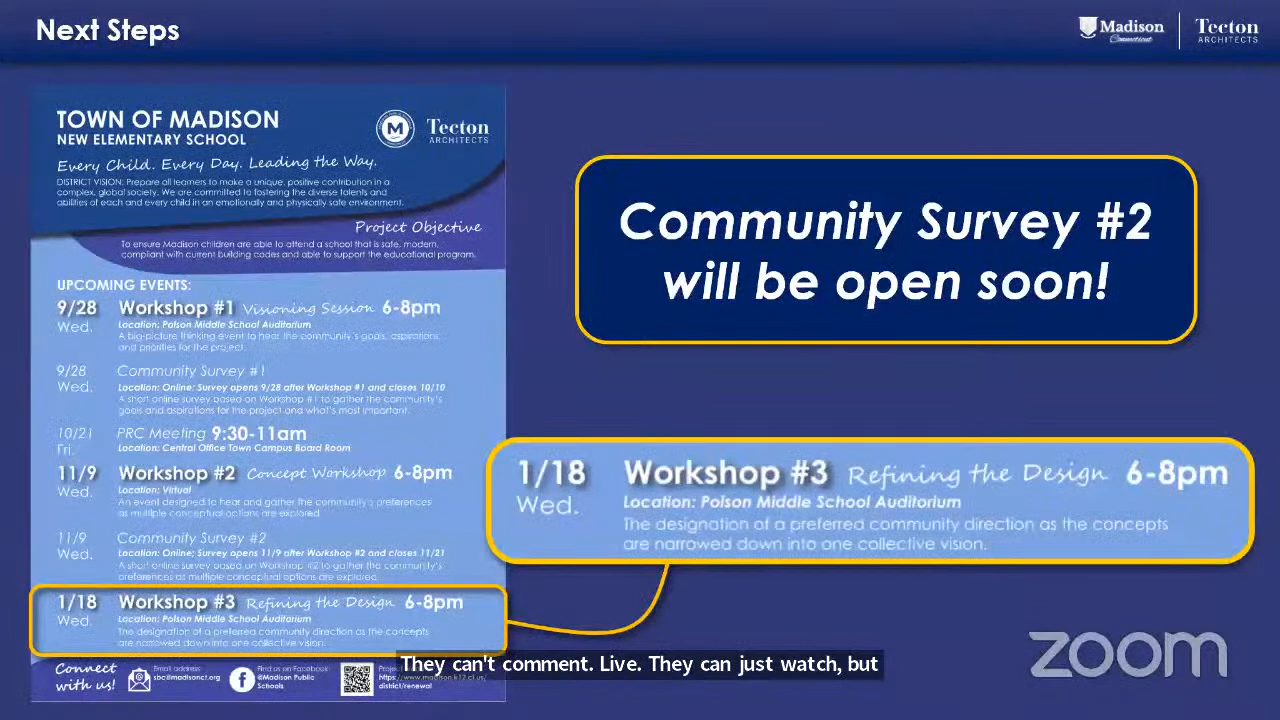 Next Steps
Madison
Connecticut
Tecton
ARCHITECTS
TOWN OF MADISON
NEW ELEMENTARY SCHOOL
M
Tecton
ARCHITECTS
Every Child. Every Day. Leading the Way.
DISTRICT VISION: Prepare all learners to make a unique, positive contribution in a
complex, global society. We are committed to fostering the diverse talents and
abilities of each and every child in an emotionally and physically safe environment.
Project Objective
To ensure Madison children are able to attend a school that is safe, modern,
compliant with current building codes and able to support the educational program.
UPCOMING EVENTS:
9/28 Workshop #1 Visioning Session 6-8pm
Wed. Location: Polson Middle School Auditorium
A big-picture thinking event to hear the community's goals, aspirations,
and priorities for the project.
9/28 Community Survey #1
Wed. Location: Online; Survey opens 9/28 after Workshop #1 and closes 10/10
A short online survey based on Workshop #1 to gather the community's
goals and aspirations for the project and what's most important.
10/21 PRC Meeting 9:30-11am
Fri. Location: Central Office Town Campus Board Room
11/9 Workshop #2 Concept Workshop 6-8pm
Wed. Location: Virtual
An event designed to hear and gather the community's preferences
as multiple conceptual options are explored.
11/9 Community Survey #2
Wed. Location: Online; Survey opens 11/9 after Workshop #2 and closes 11/21
A short online survey based on Workshop #2 to gather the community's
preferences as multiple conceptual options are explored.
1/18 Workshop #3 Refining the Design 6-8pm
Wed. Location: Polson Middle School Auditorium
The designation of a preferred community direction as the concepts
are narrowed down into one collective vision.
Connect
with us!
Email address:
sbc@madisonct.org
Find us on Facebook:
@Madison Public
Schools
https://www.madison.k12.ct.us/
district/renewal
Community Survey #2
will be open soon!
1/18 Workshop #3 Refining the Design 6-8pm
Wed. Location: Polson Middle School Auditorium
The designation of a preferred community direction as the concepts
are narrowed down into one collective vision.
They can't comment. Live. They can just watch, but
zoom